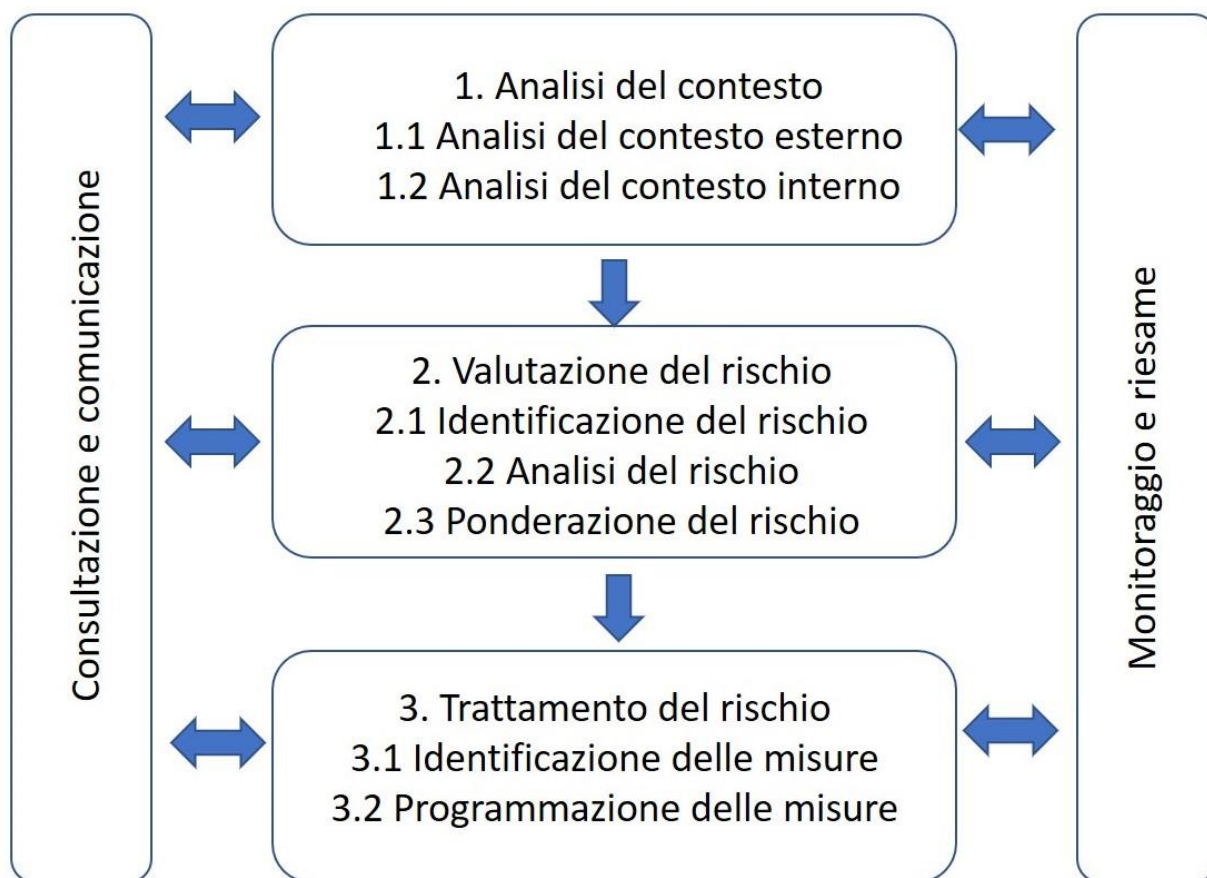 Consultazione e comunicazione
1. Analisi del contesto
1.1 Analisi del contesto esterno
1.2 Analisi del contesto interno
2. Valutazione del rischio
2.1 Identificazione del rischio
2.2 Analisi del rischio
2.3 Ponderazione del rischio
3. Trattamento del rischio
3.1 Identificazione delle misure
3.2 Programmazione delle misure
Monitoraggio e riesame